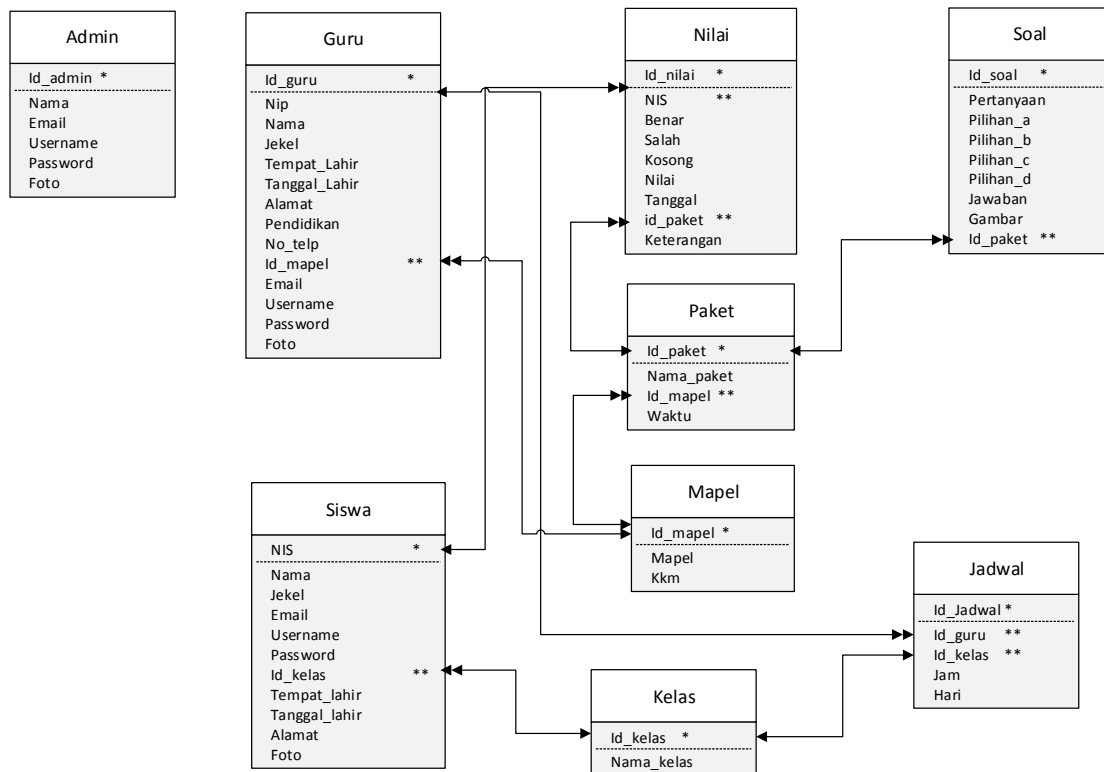 Admin
Id_admin *
Nama
Email
Username
Password
Foto
Guru
Id_guru *
Nip
Nama
Jekel
Tempat_Lahir
Tanggal_Lahir
Alamat
Pendidikan
No_telp
Id_mapel **
Email
Username
Password
Foto
Nilai
Id_nilai *
NIS **
Benar
Salah
Kosong
Nilai
Tanggal
id_paket **
Keterangan
Soal
Id_soal *
Pertanyaan
Pilihan_a
Pilihan_b
Pilihan_c
Pilihan_d
Jawaban
Gambar
Id_paket **
Paket
Id_paket *
Nama_paket
Id_mapel **
Waktu
Siswa
NIS *
Nama
Jekel
Email
Username
Password
Id_kelas **
Tempat_lahir
Tanggal_lahir
Alamat
Foto
Mapel
Id_mapel *
Mapel
Kkm
Jadwal
Id_Jadwal *
Id_guru **
Id_kelas **
Jam
Hari
Kelas
Id_kelas *
Nama_kelas